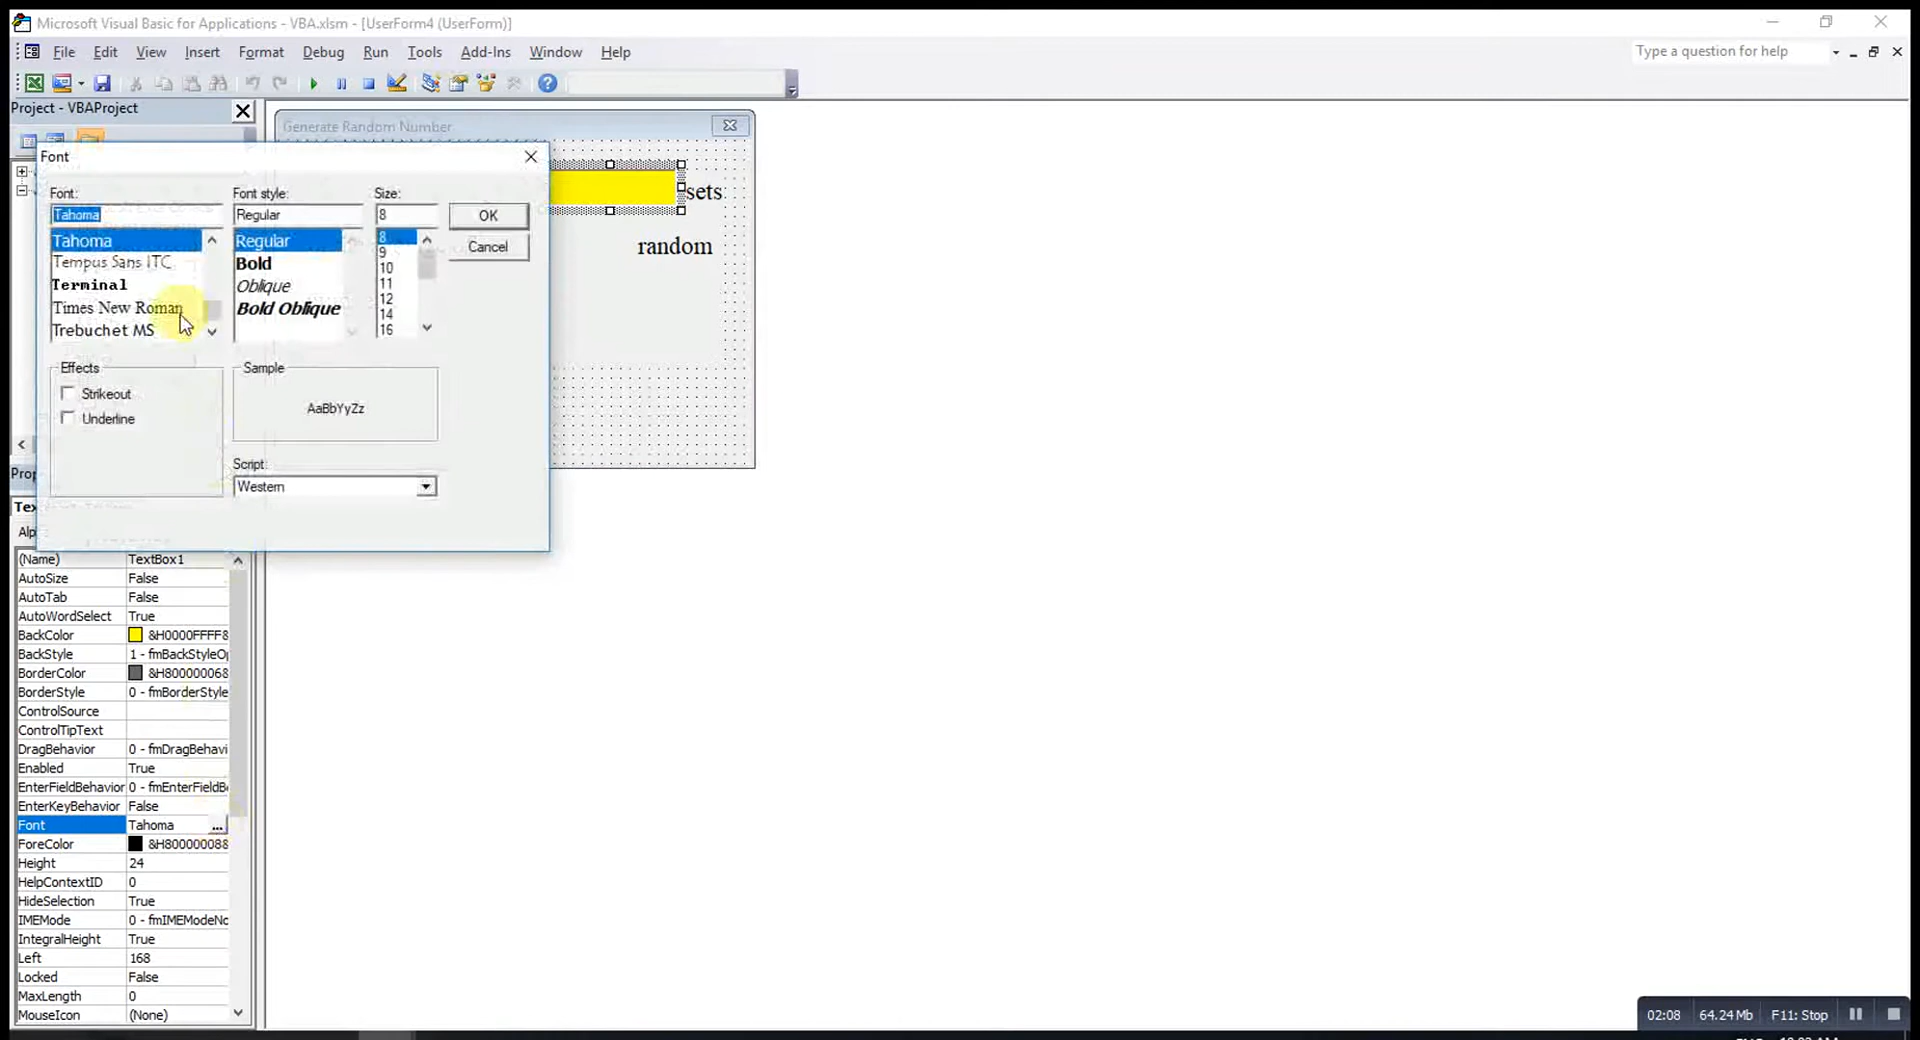 Microsoft Visual Basic for Applications - VBA.xlsm - [UserForm4 (UserForm)]
File Edit View Insert Format Debug Run Tools Add-Ins Window Help
Type a question for help
Project - VBAProject
Generate Random Number
Font
Font: Font style: Size:
Tahoma Regular 8 OK
Tahoma Regular 8
Cancel
Tempus Sans ITC Bold 9
10
Terminal Oblique 11
Times New Roman Bold Oblique 12
14
Trebuchet MS 16
sets
random
Effects Sample
Strikeout
AaBbYyZz
Underline
Script:
Western
Prop
Tex
Alp
(Name) TextBox1
AutoSize False
AutoTab False
AutoWordSelect True
BackColor &H0000FFFF&
BackStyle 1 - fmBackStyleOp
BorderColor &H80000006&
BorderStyle 0 - fmBorderStyle
ControlSource
ControlTipText
DragBehavior 0 - fmDragBehavi
Enabled True
EnterFieldBehavior 0 - fmEnterFieldBe
EnterKeyBehavior False
Font Tahoma ...
ForeColor &H80000008&
Height 24
HelpContextID 0
HideSelection True
IMEMode 0 - fmIMEModeNo
IntegralHeight True
Left 168
Locked False
MaxLength 0
MouseIcon (None)
02:08 64.24 Mb F11: Stop